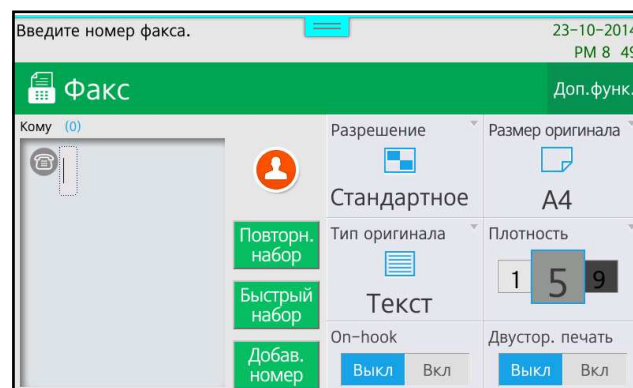 Введите номер факса.
23-10-2014
PM 8 49
Факс
Доп.функ.
Кому (0)
Повторн.
набор
Быстрый
набор
Добав.
номер
Разрешение
Стандартное
Размер оригинала
A4
Тип оригинала
Текст
Плотность
1 5 9
On-hook
Выкл Вкл
Двустор. печать
Выкл Вкл